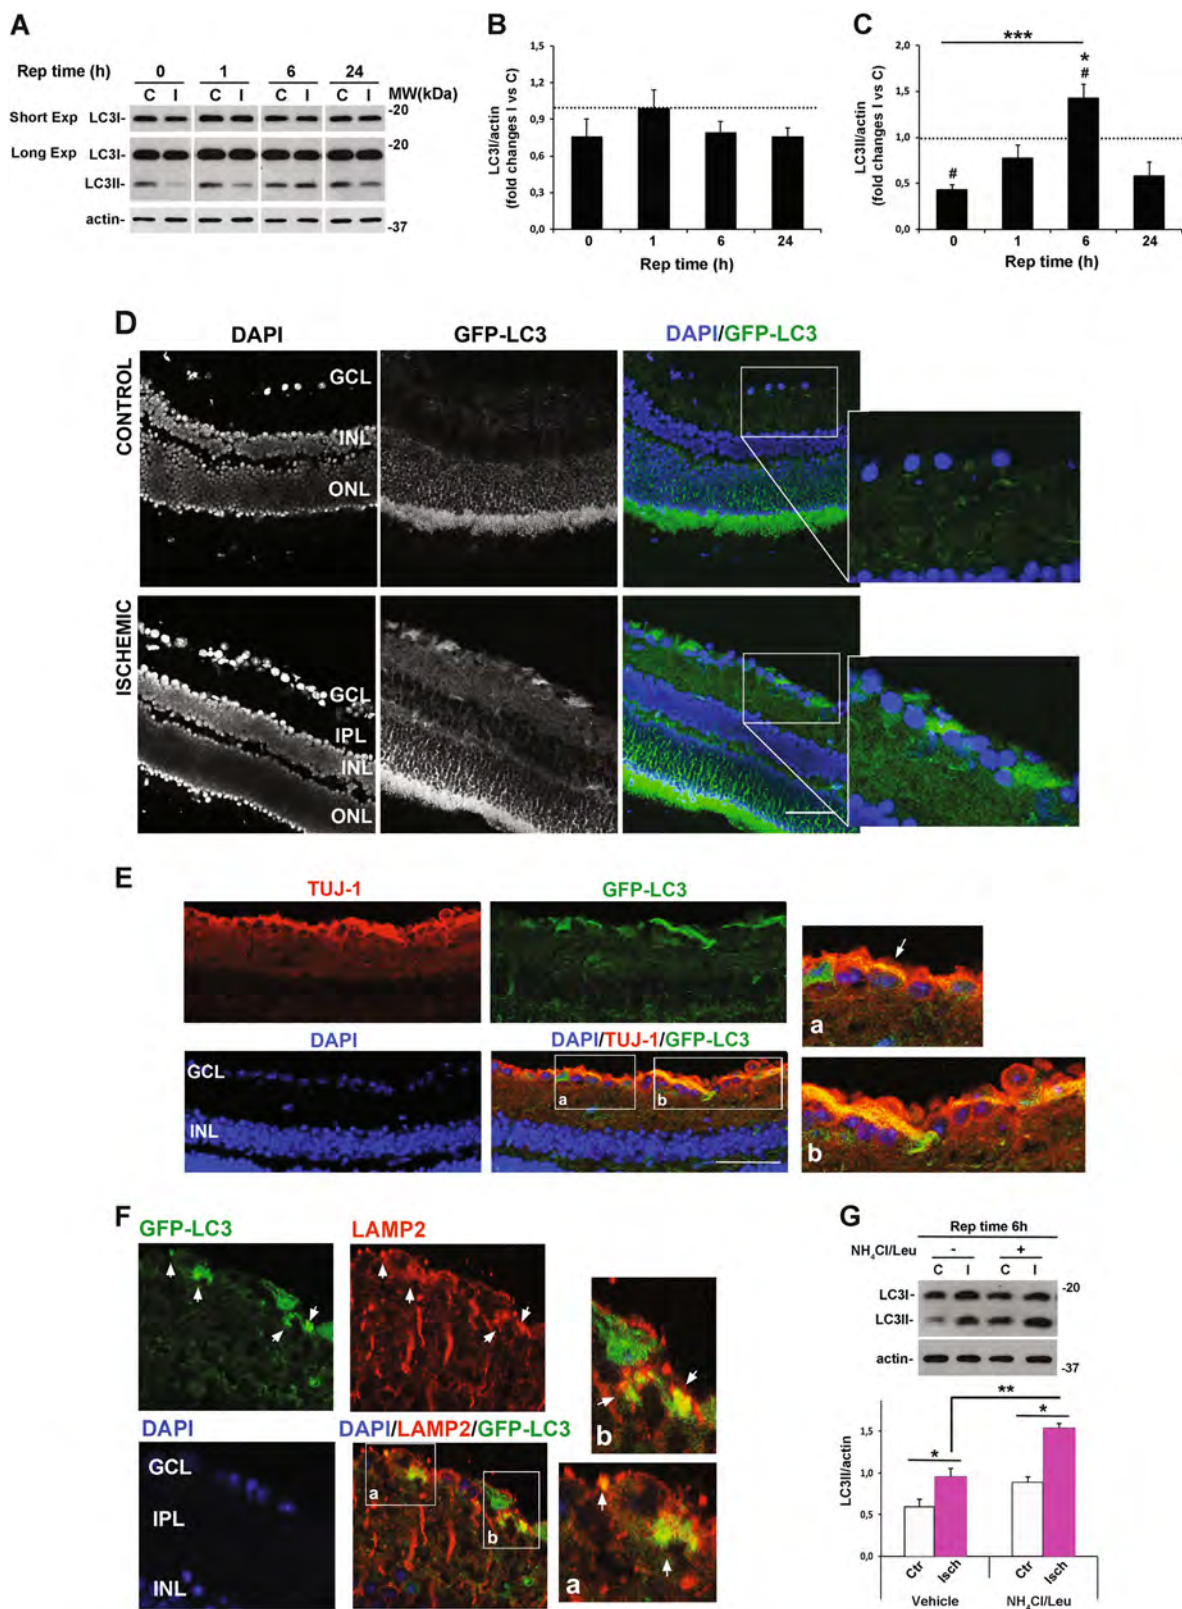 A
Rep time (h) 0 1 6 24
C I C I C I C I MW(kDa)
Short Exp LC3I- -20
Long Exp LC3I- -20
LC3II-
actin- -37
B
LC3I/actin
(fold changes I vs C)
1,5
1,2
0,9
0,6
0,3
0,0
0 1 6 24
Rep time (h)
C
LC3II/actin
(fold changes I vs C)
2,0
1,5
1,0
0,5
0,0
***
*
#
#
0 1 6 24
Rep time (h)
D
DAPI GFP-LC3 DAPI/GFP-LC3
CONTROL
GCL
INL
ONL
ISCHEMIC
GCL
IPL
INL
ONL
E
TUJ-1 GFP-LC3
DAPI DAPI/TUJ-1/GFP-LC3
GCL
INL
a b
a
b
F
GFP-LC3 LAMP2
DAPI DAPI/LAMP2/GFP-LC3
GCL
IPL
INL
a
b
b
a
G
Rep time 6h
NH4Cl/Leu - +
C I C I
LC3I- -20
LC3II-
actin- -37
LC3II/actin
1,5
1,0
0,5
0,0
**
*
*
Ctr Isch Ctr Isch
Vehicle NH4Cl/Leu